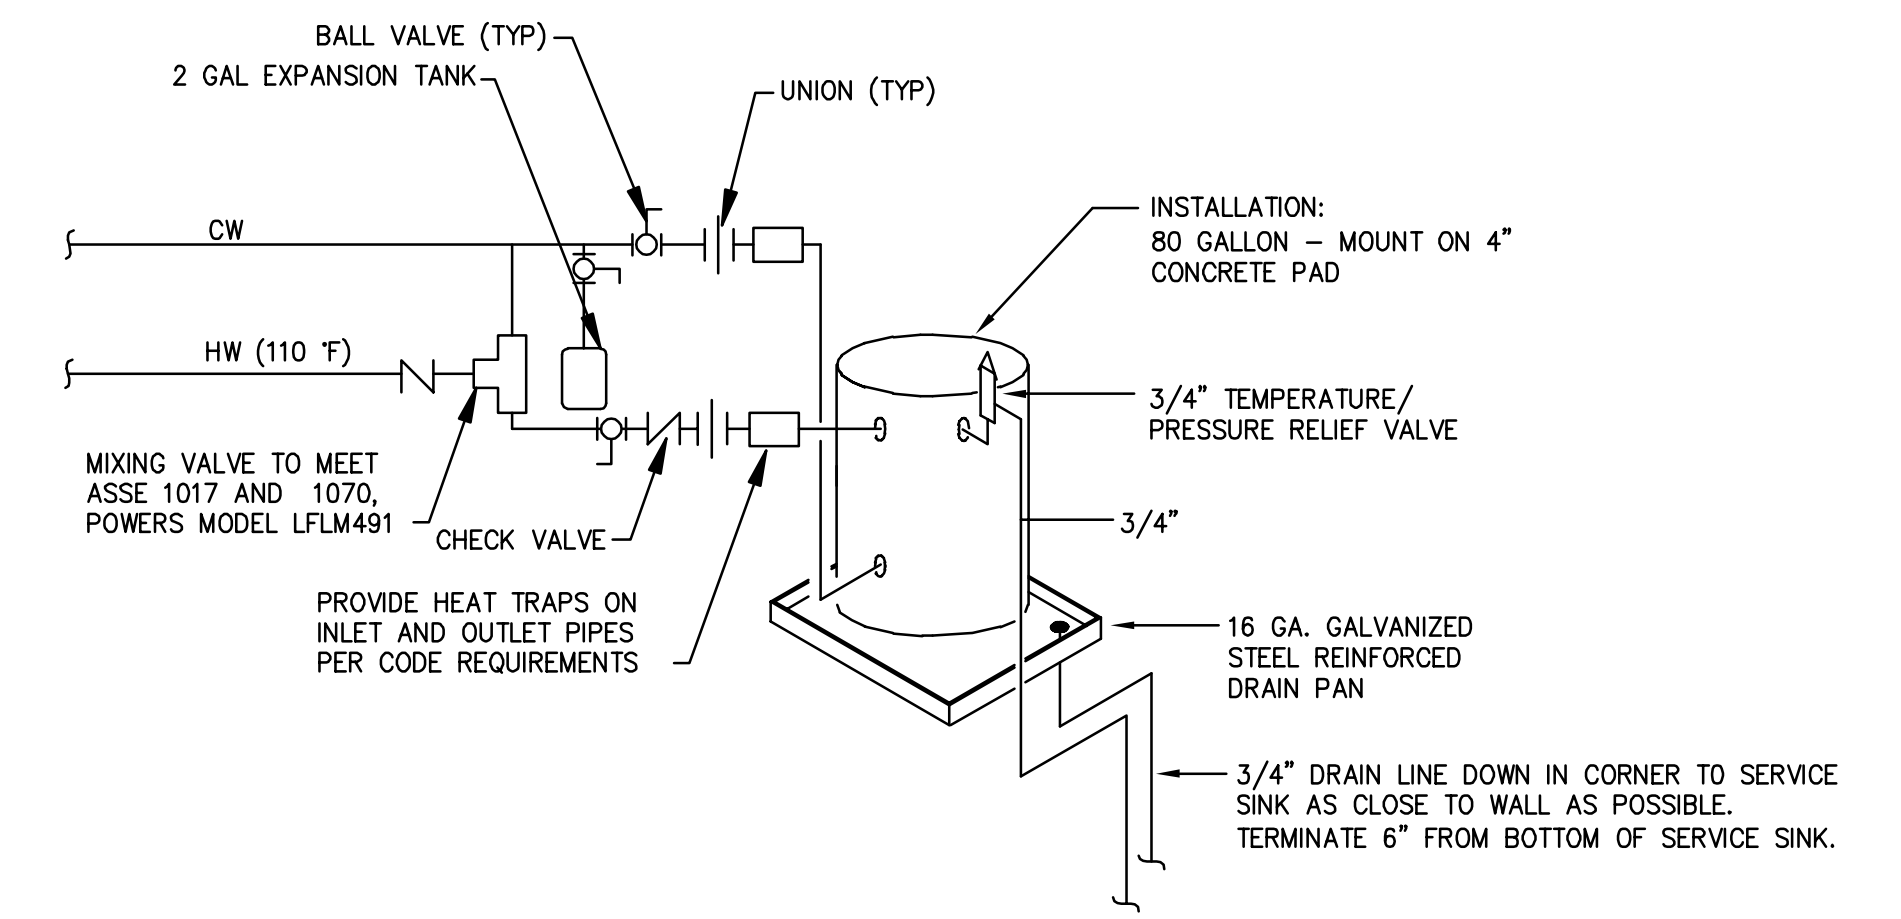 BALL VALVE (TYP)
2 GAL EXPANSION TANK
UNION (TYP)
CW
INSTALLATION:
80 GALLON – MOUNT ON 4”
CONCRETE PAD
HW (110 °F)
3/4” TEMPERATURE/
PRESSURE RELIEF VALVE
MIXING VALVE TO MEET
ASSE 1017 AND 1070,
POWERS MODEL LFLM491
CHECK VALVE
3/4”
PROVIDE HEAT TRAPS ON
INLET AND OUTLET PIPES
PER CODE REQUIREMENTS
16 GA. GALVANIZED
STEEL REINFORCED
DRAIN PAN
3/4” DRAIN LINE DOWN IN CORNER TO SERVICE
SINK AS CLOSE TO WALL AS POSSIBLE.
TERMINATE 6” FROM BOTTOM OF SERVICE SINK.